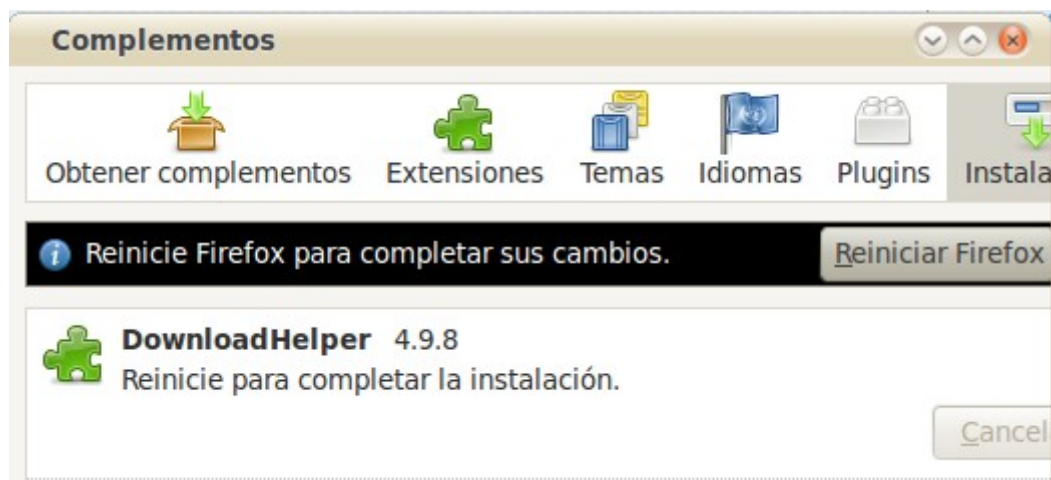 Complementos
Obtener complementos Extensiones Temas Idiomas Plugins Instala
Reinicie Firefox para completar sus cambios. Reiniciar Firefox
DownloadHelper 4.9.8
Reinicie para completar la instalación.
Cancel